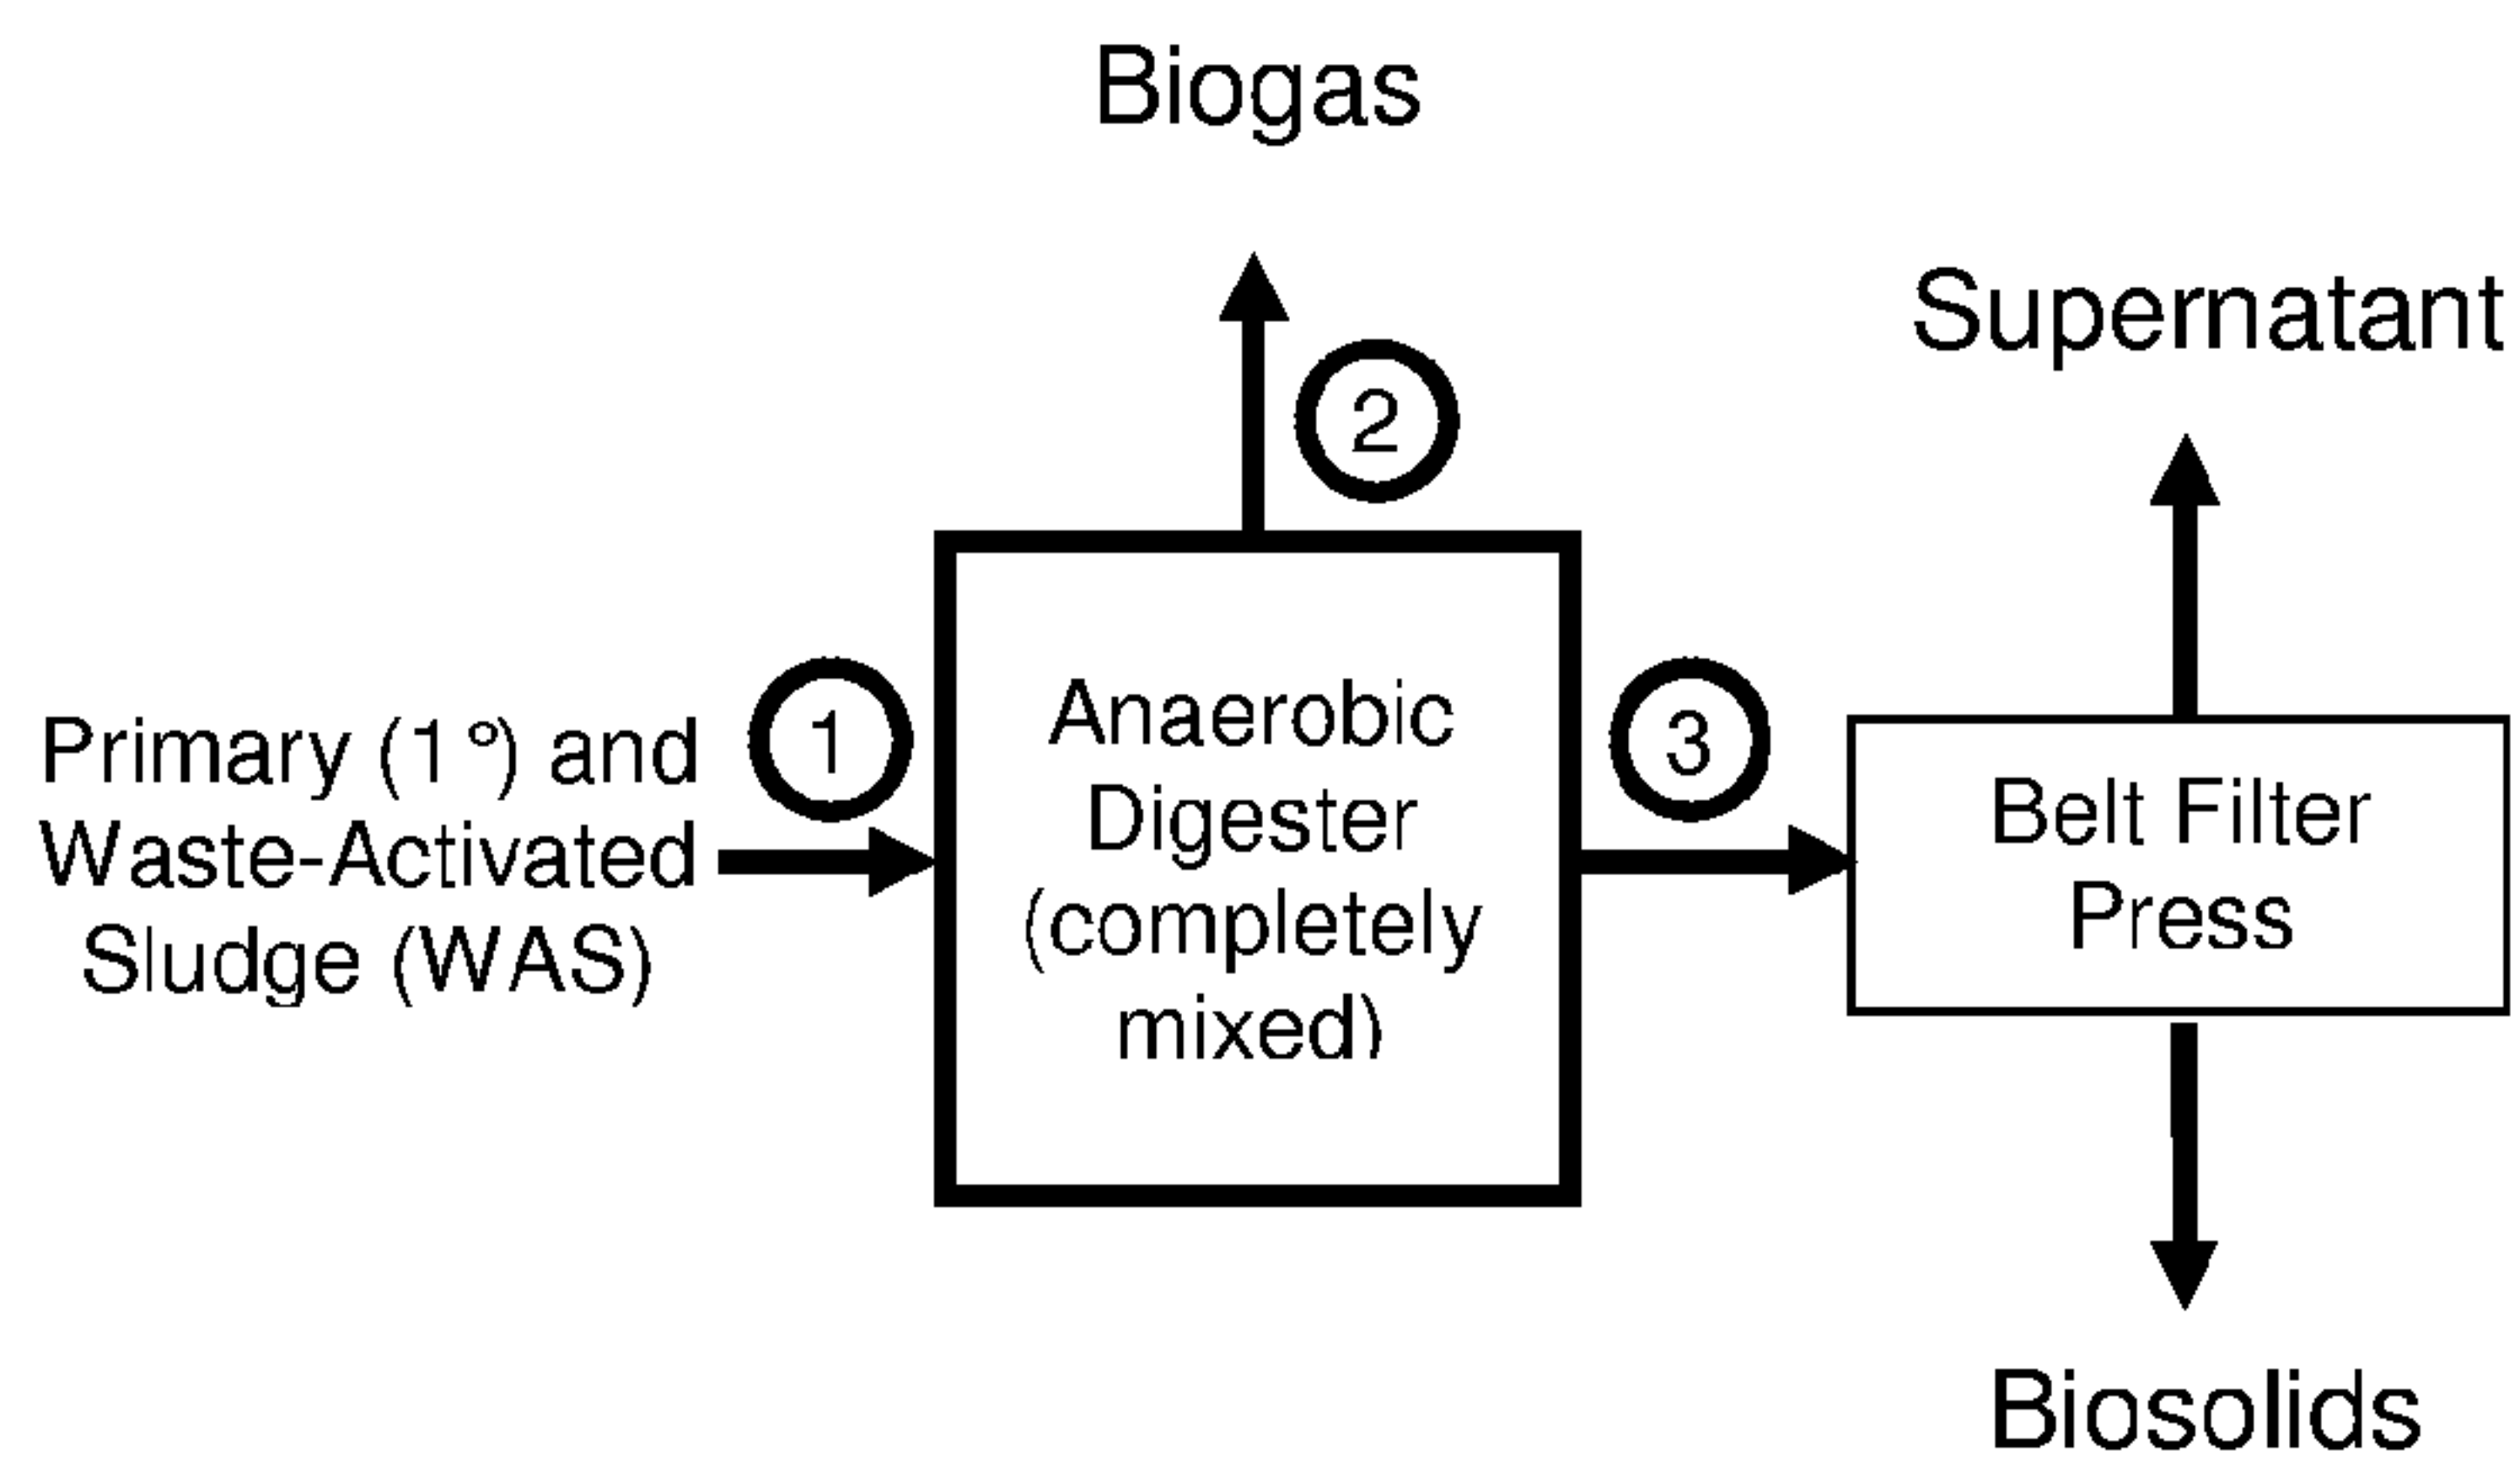 Biogas
Supernatant
2
1
3
Primary (1°) and
Waste-Activated
Sludge (WAS)
Anaerobic
Digester
(completely
mixed)
Belt Filter
Press
Biosolids